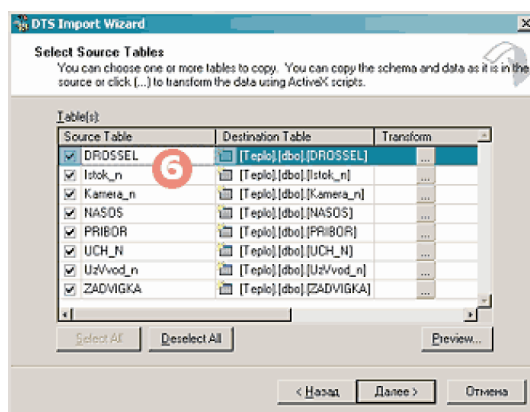 DTS Import Wizard
Select Source Tables
You can choose one or more tables to copy. You can copy the schema and data as it is in the
source or click (...) to transform the data using ActiveX scripts.
Table(s):
Source Table Destination Table Transform
DROSSEL [Teplo].[dbo].[DROSSEL] ...
6
Istok_n [Teplo].[dbo].[Istok_n] ...
Kamera_n [Teplo].[dbo].[Kamera_n] ...
NASOS [Teplo].[dbo].[NASOS] ...
PRIBOR [Teplo].[dbo].[PRIBOR] ...
UCH_N [Teplo].[dbo].[UCH_N] ...
UzVvod_n [Teplo].[dbo].[UzVvod_n] ...
ZADVIGKA [Teplo].[dbo].[ZADVIGKA] ...
Select All Deselect All Preview...
< Назад Далее > Отмена